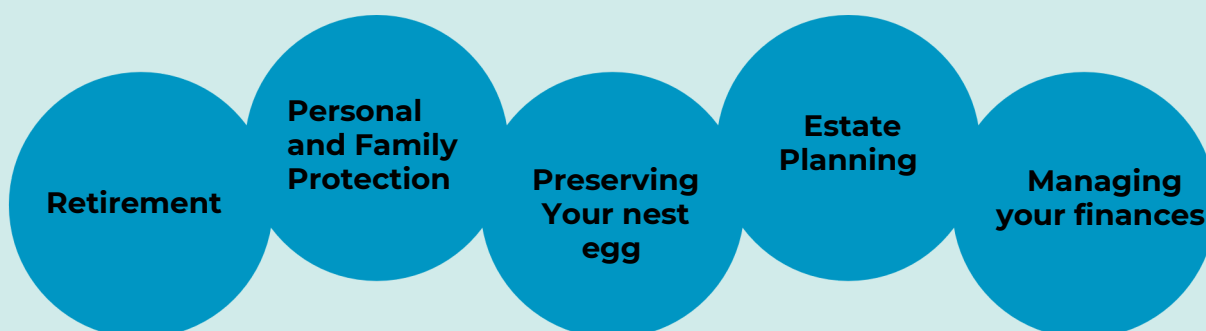 Retirement
Personal
and Family
Protection
Preserving
Your nest
egg
Estate
Planning
Managing
your finances